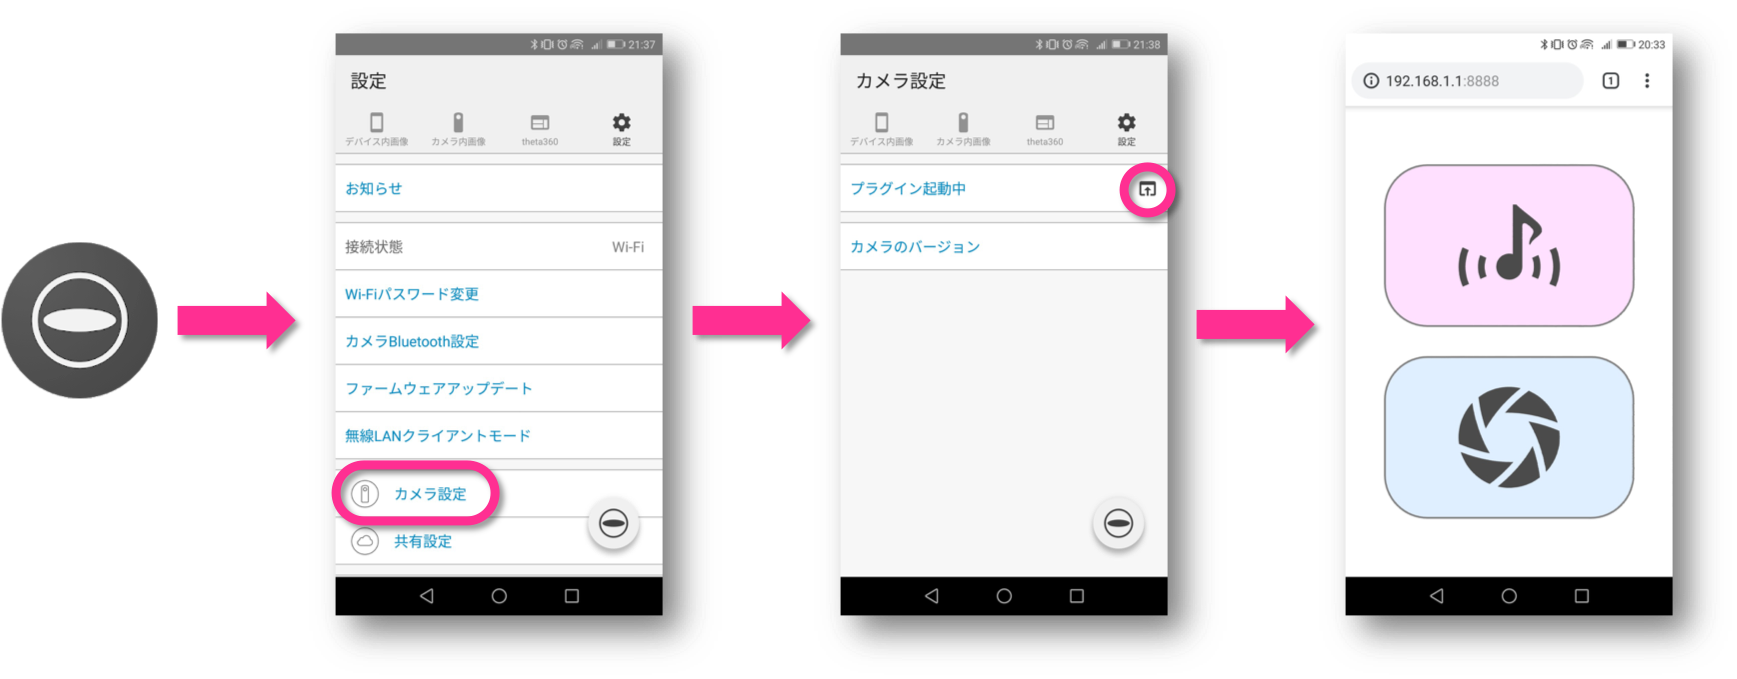 21:37
設定
デバイス内画像
カメラ内画像
theta360
設定
お知らせ
接続状態 Wi-Fi
Wi-Fiパスワード変更
カメラBluetooth設定
ファームウェアアップデート
無線LANクライアントモード
カメラ設定
共有設定
21:38
カメラ設定
デバイス内画像
カメラ内画像
theta360
設定
プラグイン起動中
カメラのバージョン
20:33
192.168.1.1:8888
1